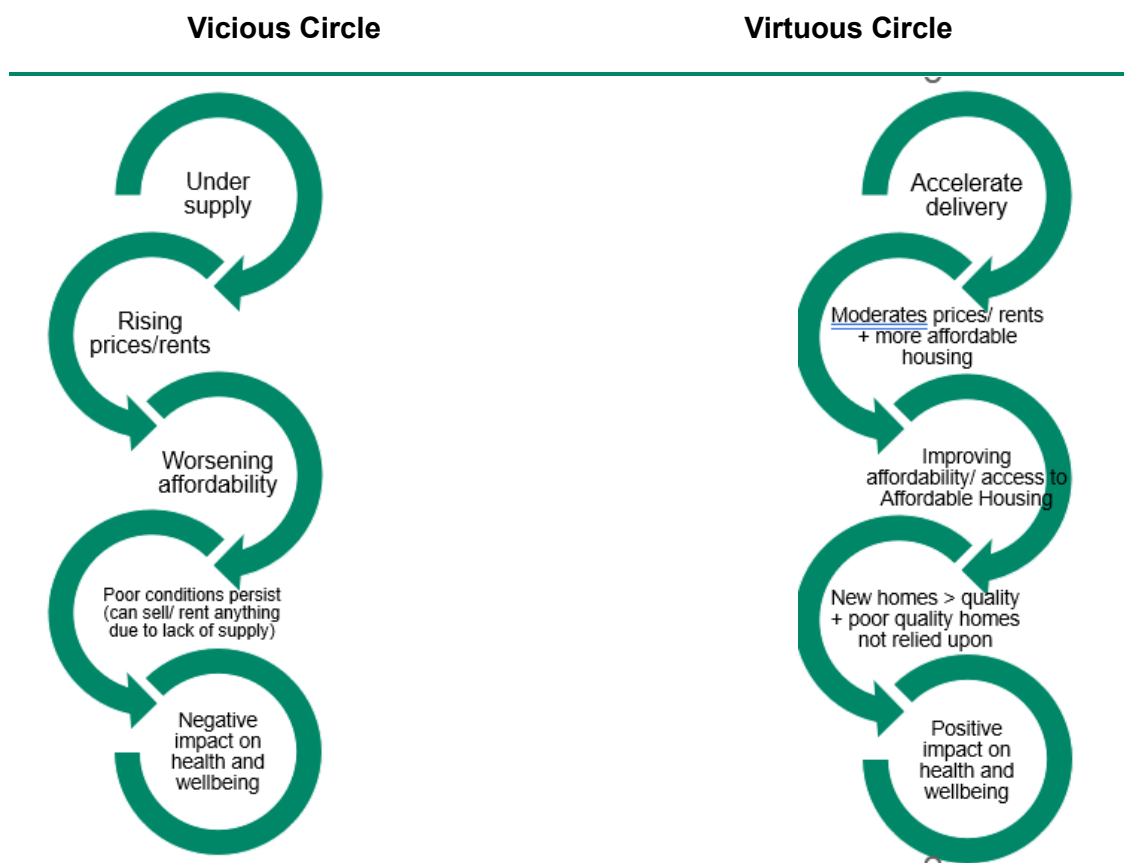 Vicious Circle
Virtuous Circle
Under
supply
Rising
prices/rents
Worsening
affordability
Poor conditions persist
(can sell/ rent anything
due to lack of supply)
Negative
impact on
health and
wellbeing
Accelerate
delivery
Moderates prices/ rents
+ more affordable
housing
Improving
affordability/ access to
Affordable Housing
New homes > quality
+ poor quality homes
not relied upon
Positive
impact on
health and
wellbeing